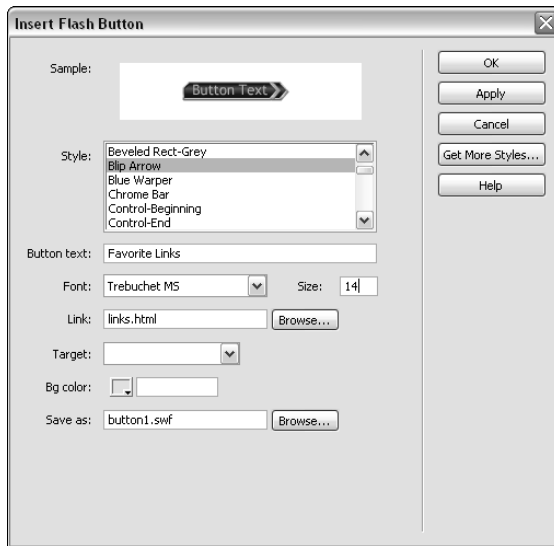 Insert Flash Button
Sample:
Button Text
Style:
Beveled Rect-Grey
Blip Arrow
Blue Warper
Chrome Bar
Control-Beginning
Control-End
Button text: Favorite Links
Font: Trebuchet MS Size: 14
Link: links.html Browse...
Target:
Bg color:
Save as: button1.swf Browse...
OK
Apply
Cancel
Get More Styles...
Help